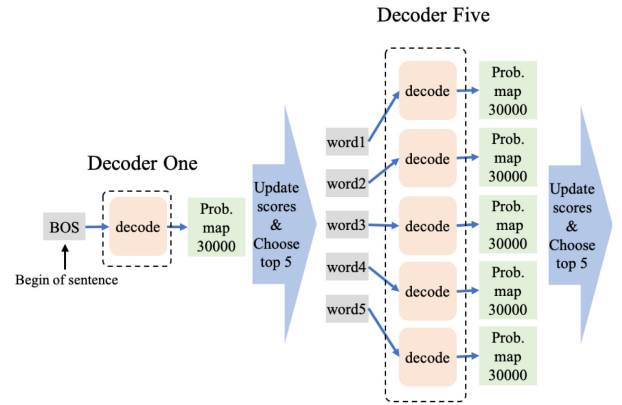 Decoder Five
Decoder One
BOS
Begin of sentence
decode
Prob.
map
30000
Update
scores
&
Choose
top 5
word1
word2
word3
word4
word5
decode
decode
decode
decode
decode
Prob.
map
30000
Prob.
map
30000
Prob.
map
30000
Prob.
map
30000
Prob.
map
30000
Update
scores
&
Choose
top 5